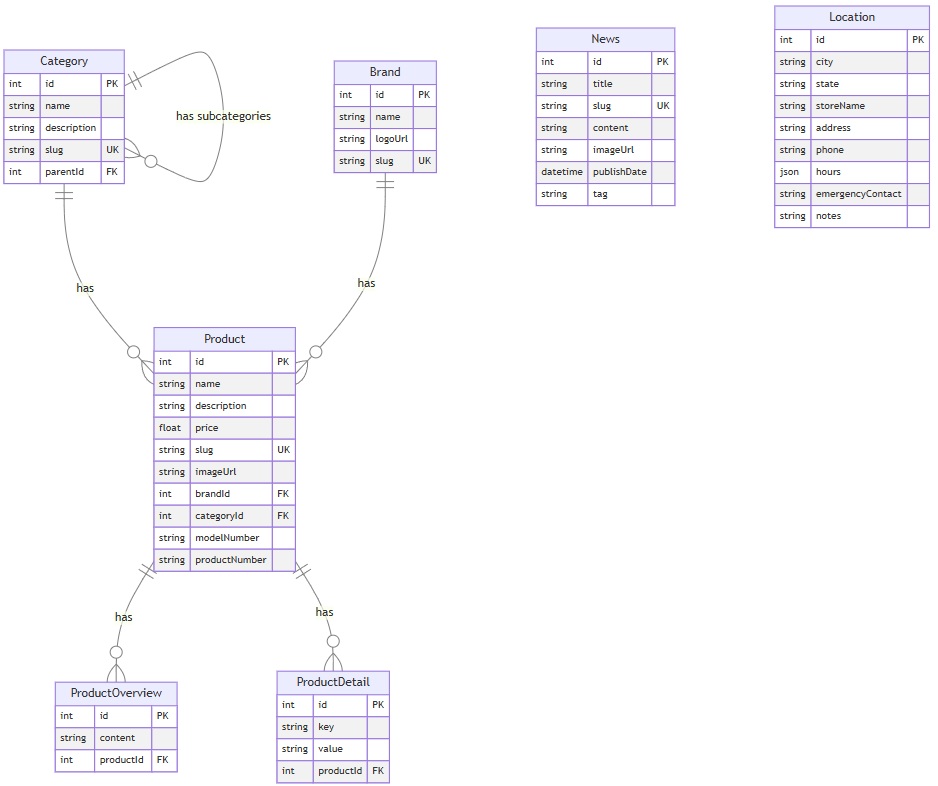 Category
int id PK
string name
string description
string slug UK
int parentId FK
has subcategories
Brand
int id PK
string name
string logoUrl
string slug UK
News
int id PK
string title
string slug UK
string content
string imageUrl
datetime publishDate
string tag
Location
int id PK
string city
string state
string storeName
string address
string phone
json hours
string emergencyContact
string notes
has
has
Product
int id PK
string name
string description
float price
string slug UK
string imageUrl
int brandId FK
int categoryId FK
string modelNumber
string productNumber
has
has
ProductOverview
int id PK
string content
int productId FK
ProductDetail
int id PK
string key
string value
int productId FK